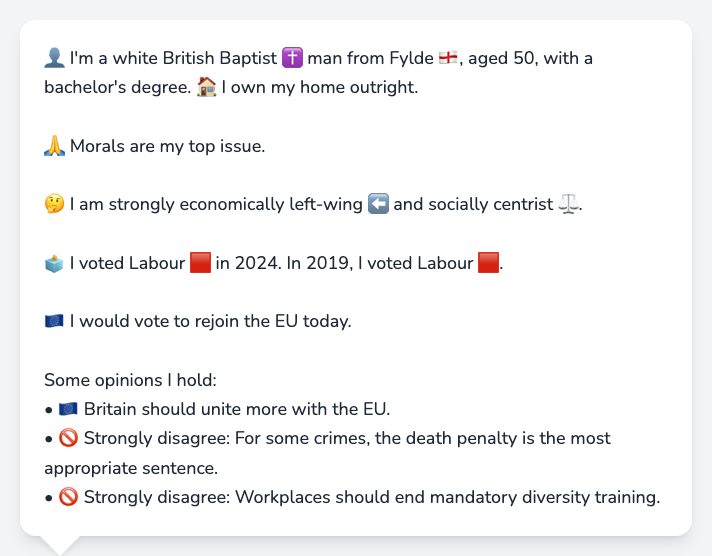 👤 I'm a white British Baptist ✝️ man from Fylde 🏴󠁧󠁢󠁥󠁮󠁧󠁿, aged 50, with a
bachelor's degree. 🏠 I own my home outright.
🙏 Morals are my top issue.
🤔 I am strongly economically left-wing ⬅️ and socially centrist ⚖️.
🗳️ I voted Labour 🟥 in 2024. In 2019, I voted Labour 🟥.
🇪🇺 I would vote to rejoin the EU today.
Some opinions I hold:
• 🇪🇺 Britain should unite more with the EU.
• 🚫 Strongly disagree: For some crimes, the death penalty is the most
appropriate sentence.
• 🚫 Strongly disagree: Workplaces should end mandatory diversity training.